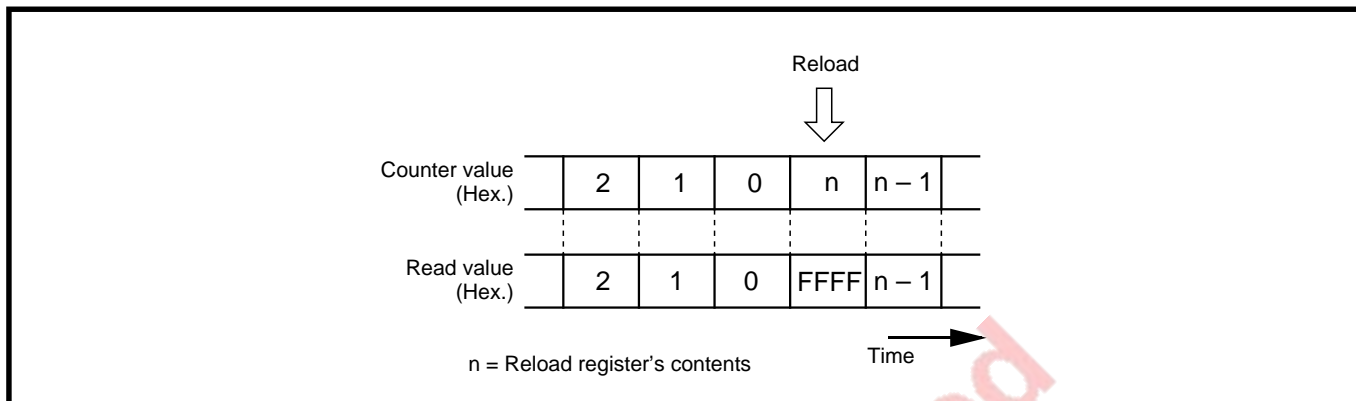 Reload
Counter value
(Hex.)
2 1 0 n n – 1
Read value
(Hex.)
2 1 0 FFFF n – 1
Time
n = Reload register’s contents